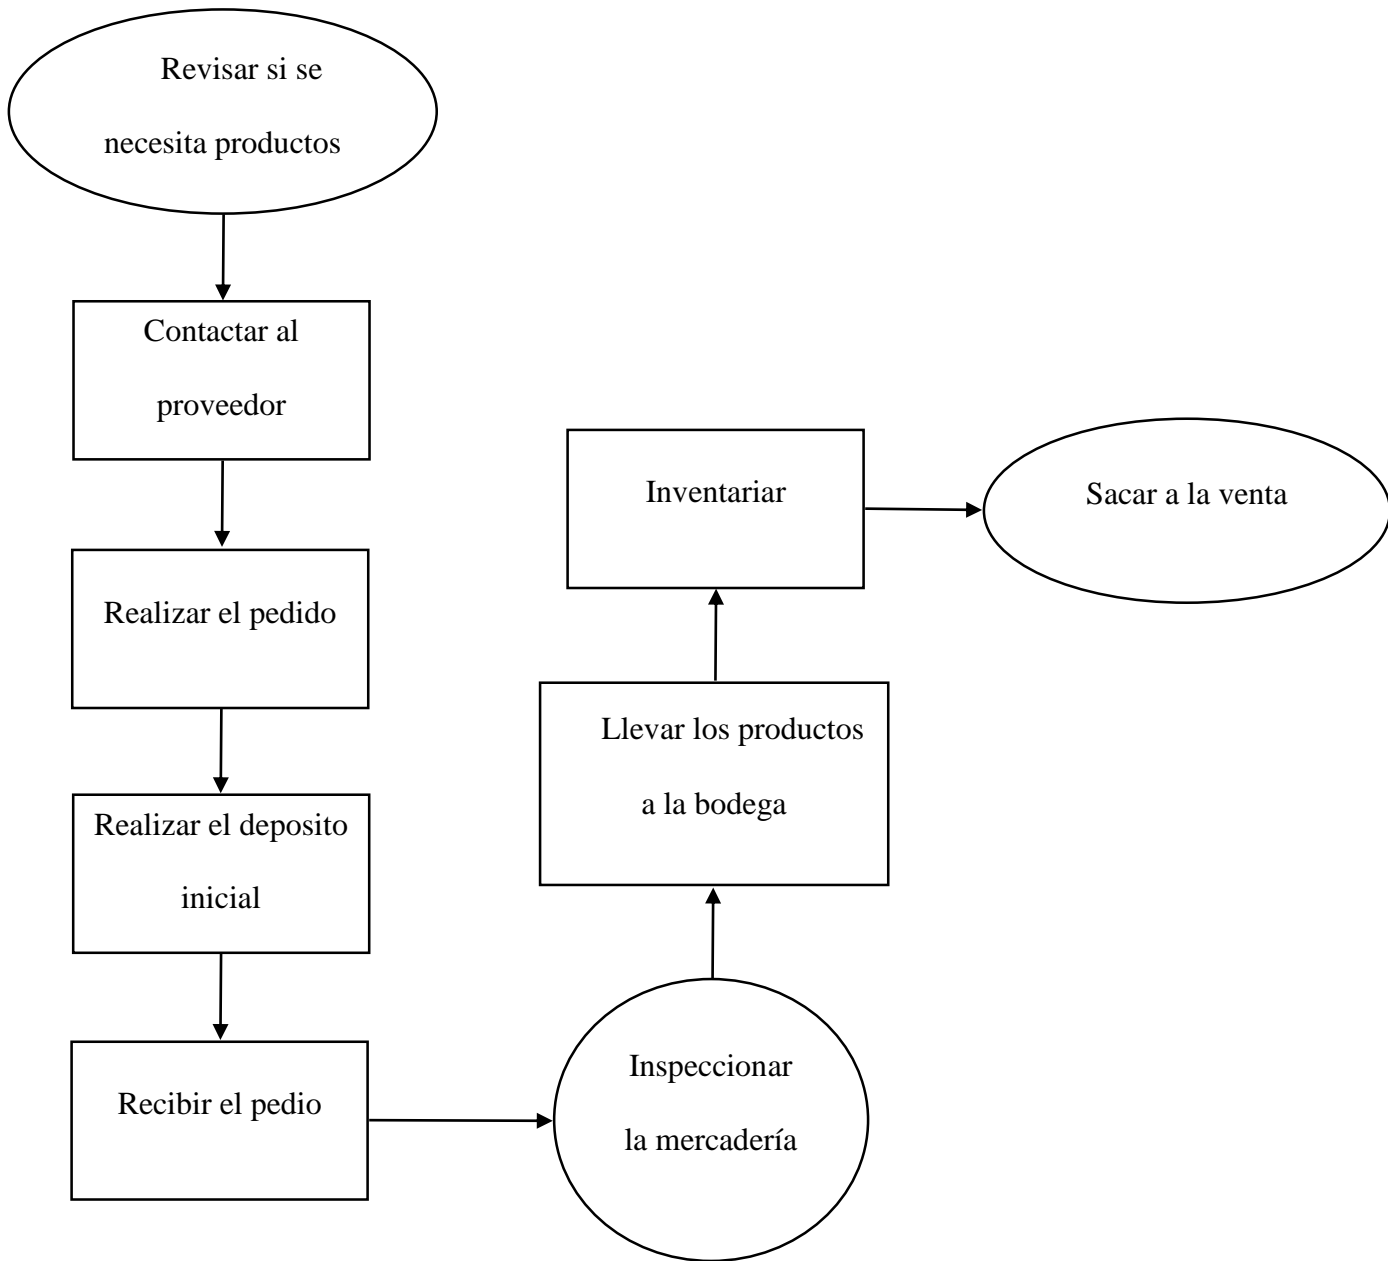 Revisar si se
necesita productos
Contactar al
proveedor
Realizar el pedido
Realizar el deposito
inicial
Recibir el pedio
Inspeccionar
la mercadería
Llevar los productos
a la bodega
Inventariar
Sacar a la venta